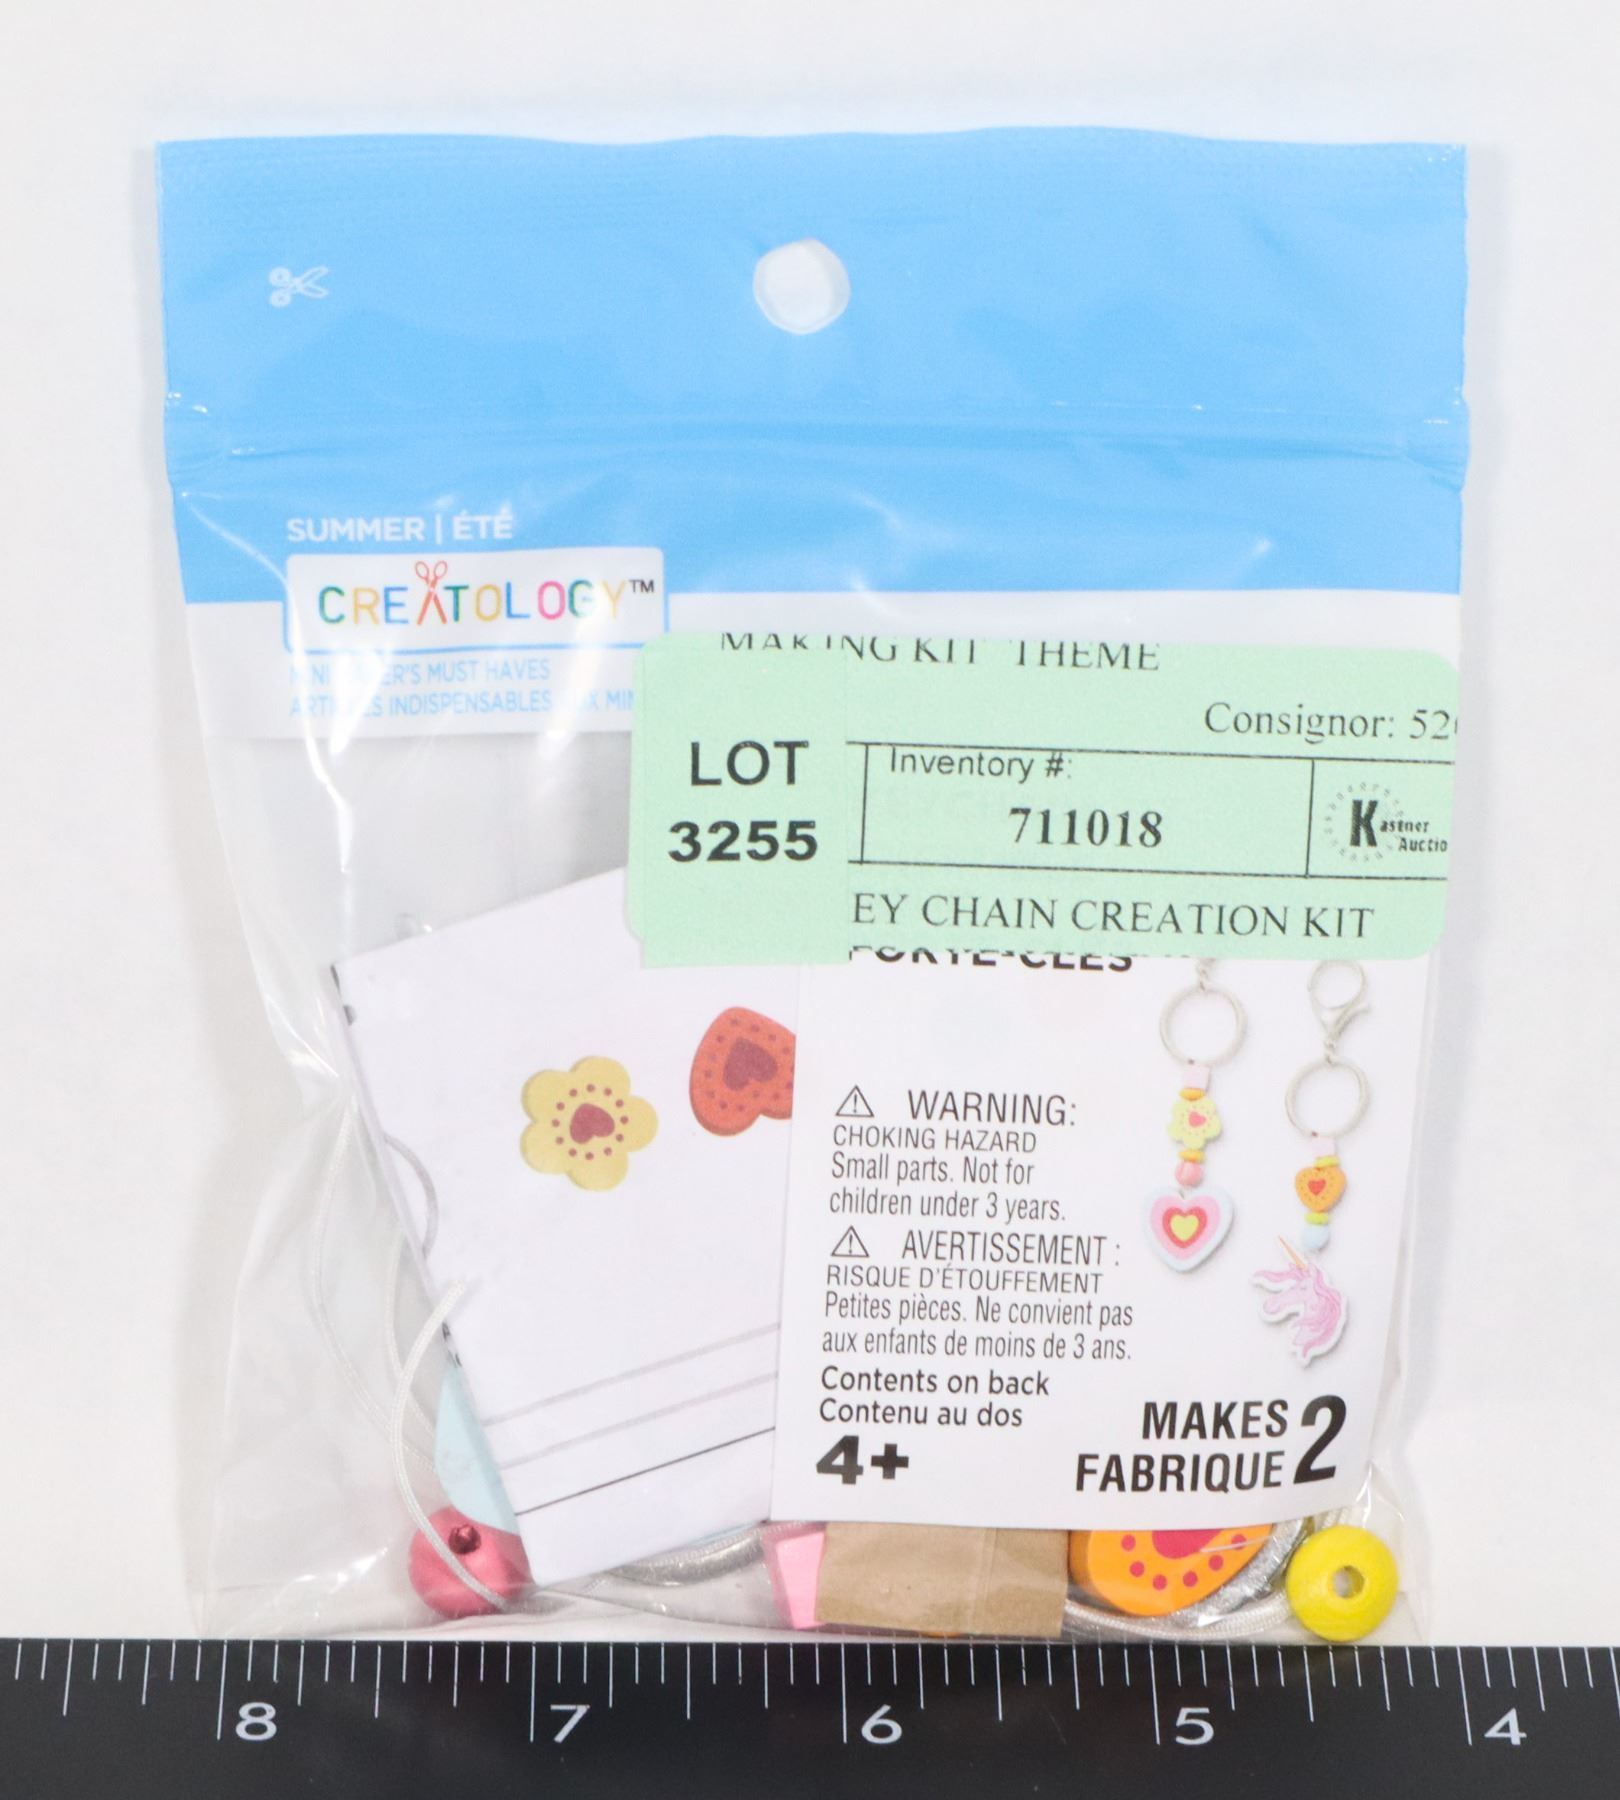 SUMMER | ÉTÉ
CREATOLOGY™
MUST HAVES
INDISPENSABLES
MAKING KIT THEME
Consignor:
LOT
3255
Inventory #:
711018
Kastner
Auctio
EY CHAIN CREATION KIT
PORTE-CLÉS
⚠ WARNING:
CHOKING HAZARD
Small parts. Not for
children under 3 years.
⚠ AVERTISSEMENT :
RISQUE D'ÉTOUFFEMENT
Petites pièces. Ne convient pas
aux enfants de moins de 3 ans.
Contents on back
Contenu au dos
4+
MAKES
FABRIQUE 2
8 7 6 5 4